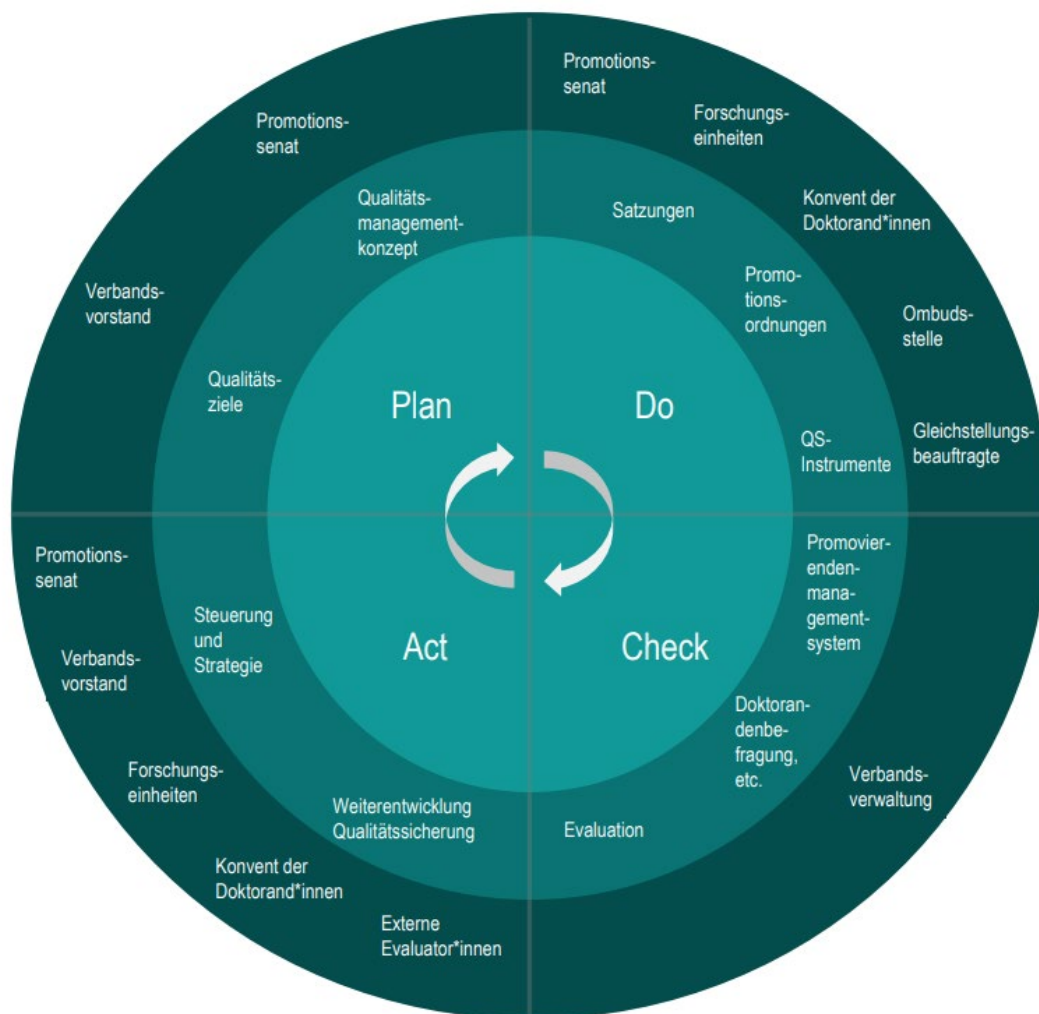 Promotions-
senat
Verbands-
vorstand
Qualitäts-
management-
konzept
Qualitäts-
ziele
Plan
Promotions-
senat
Forschungs-
einheiten
Konvent der
Doktorand*innen
Ombuds-
stelle
Gleichstellungs-
beauftragte
Satzungen
Promo-
tions-
ordnungen
QS-
Instrumente
Do
Promotions-
senat
Verbands-
vorstand
Forschungs-
einheiten
Konvent der
Doktorand*innen
Externe
Evaluator*innen
Steuerung
und
Strategie
Weiterentwicklung
Qualitätssicherung
Act
Check
Promovier-
enden-
mana-
gement-
system
Doktoran-
denbe-
fragung,
etc.
Evaluation
Verbands-
verwaltung